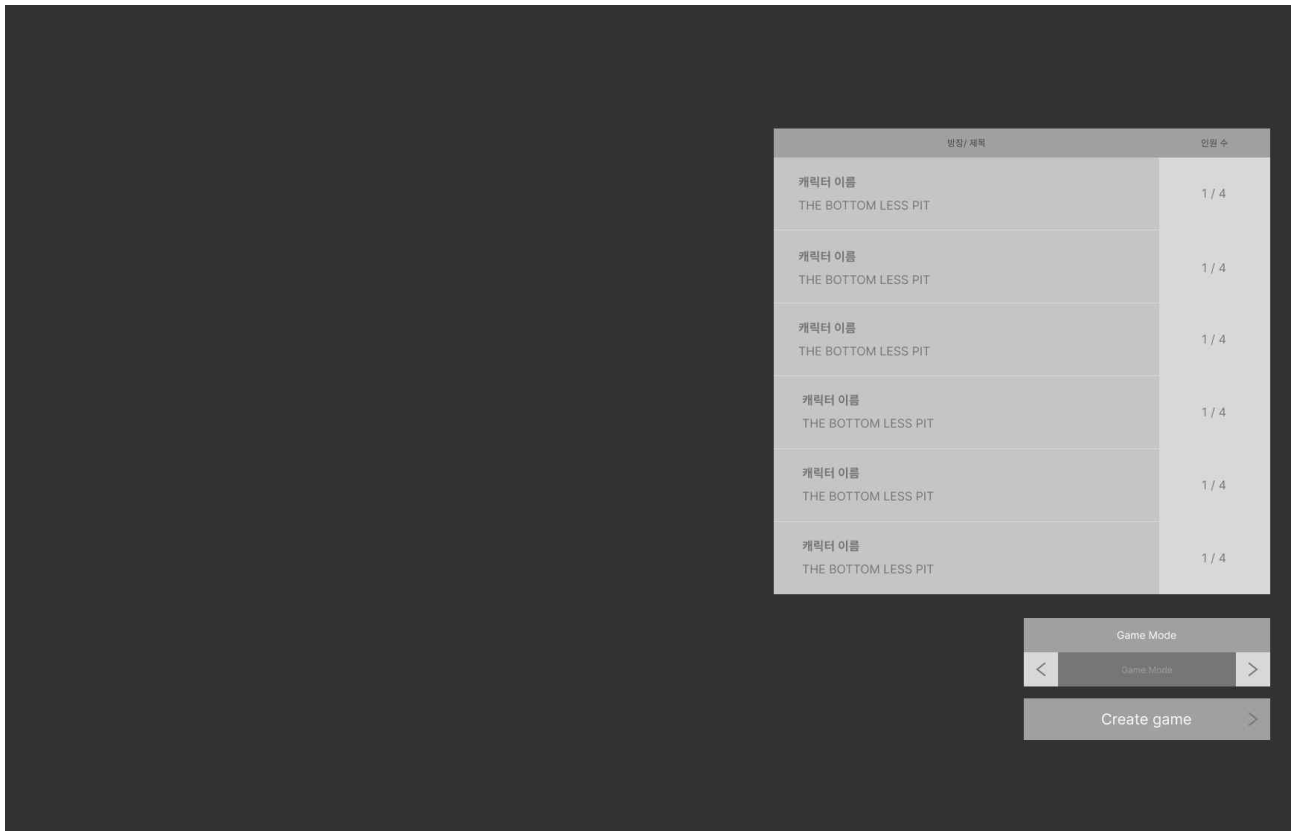 방장/ 제목 인원 수
캐릭터 이름
THE BOTTOM LESS PIT
1 / 4
캐릭터 이름
THE BOTTOM LESS PIT
1 / 4
캐릭터 이름
THE BOTTOM LESS PIT
1 / 4
캐릭터 이름
THE BOTTOM LESS PIT
1 / 4
캐릭터 이름
THE BOTTOM LESS PIT
1 / 4
캐릭터 이름
THE BOTTOM LESS PIT
1 / 4
Game Mode
< Game Mode >
Create game >